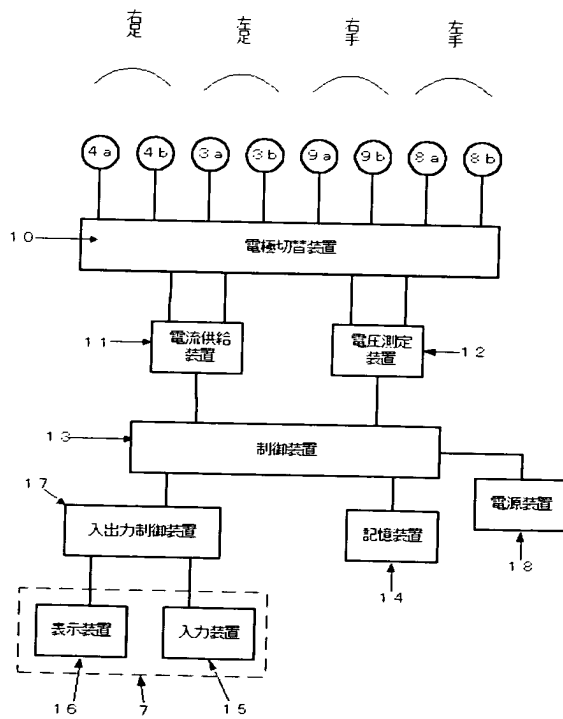 右足 左足 右手 左手
4a 4b 3a 3b 9a 9b 8a 8b
10
電極切替装置
11
電流供給
装置
電圧測定
装置
12
13
制御装置
17
入出力制御装置
記憶装置
電源装置
14
18
表示装置
入力装置
16
7
15